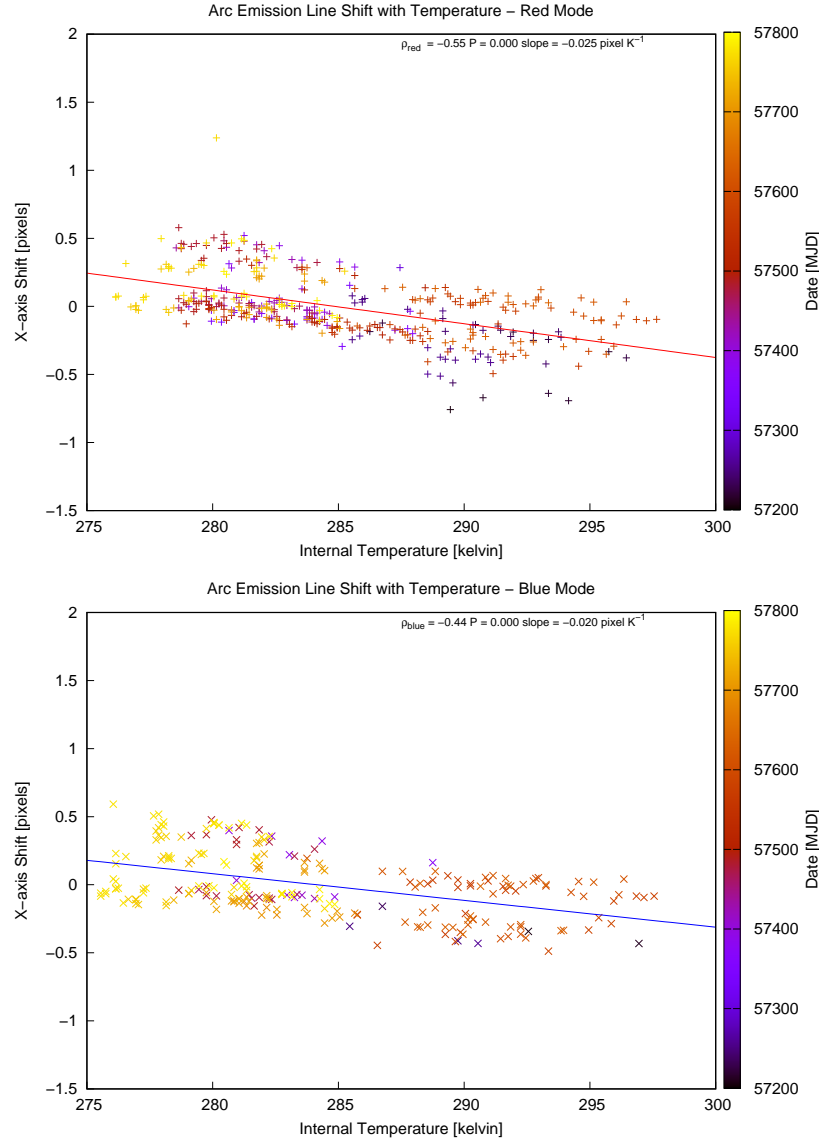 Arc Emission Line Shift with Temperature − Red Mode
ρred = −0.55 P = 0.000 slope = −0.025 pixel K−1
2
1.5
1
0.5
0
−0.5
−1
−1.5
X−axis Shift [pixels]
275 280 285 290 295 300
Internal Temperature [kelvin]
57800
57700
57600
57500
57400
57300
57200
Date [MJD]
Arc Emission Line Shift with Temperature − Blue Mode
ρblue = −0.44 P = 0.000 slope = −0.020 pixel K−1
2
1.5
1
0.5
0
−0.5
−1
−1.5
X−axis Shift [pixels]
275 280 285 290 295 300
Internal Temperature [kelvin]
57800
57700
57600
57500
57400
57300
57200
Date [MJD]